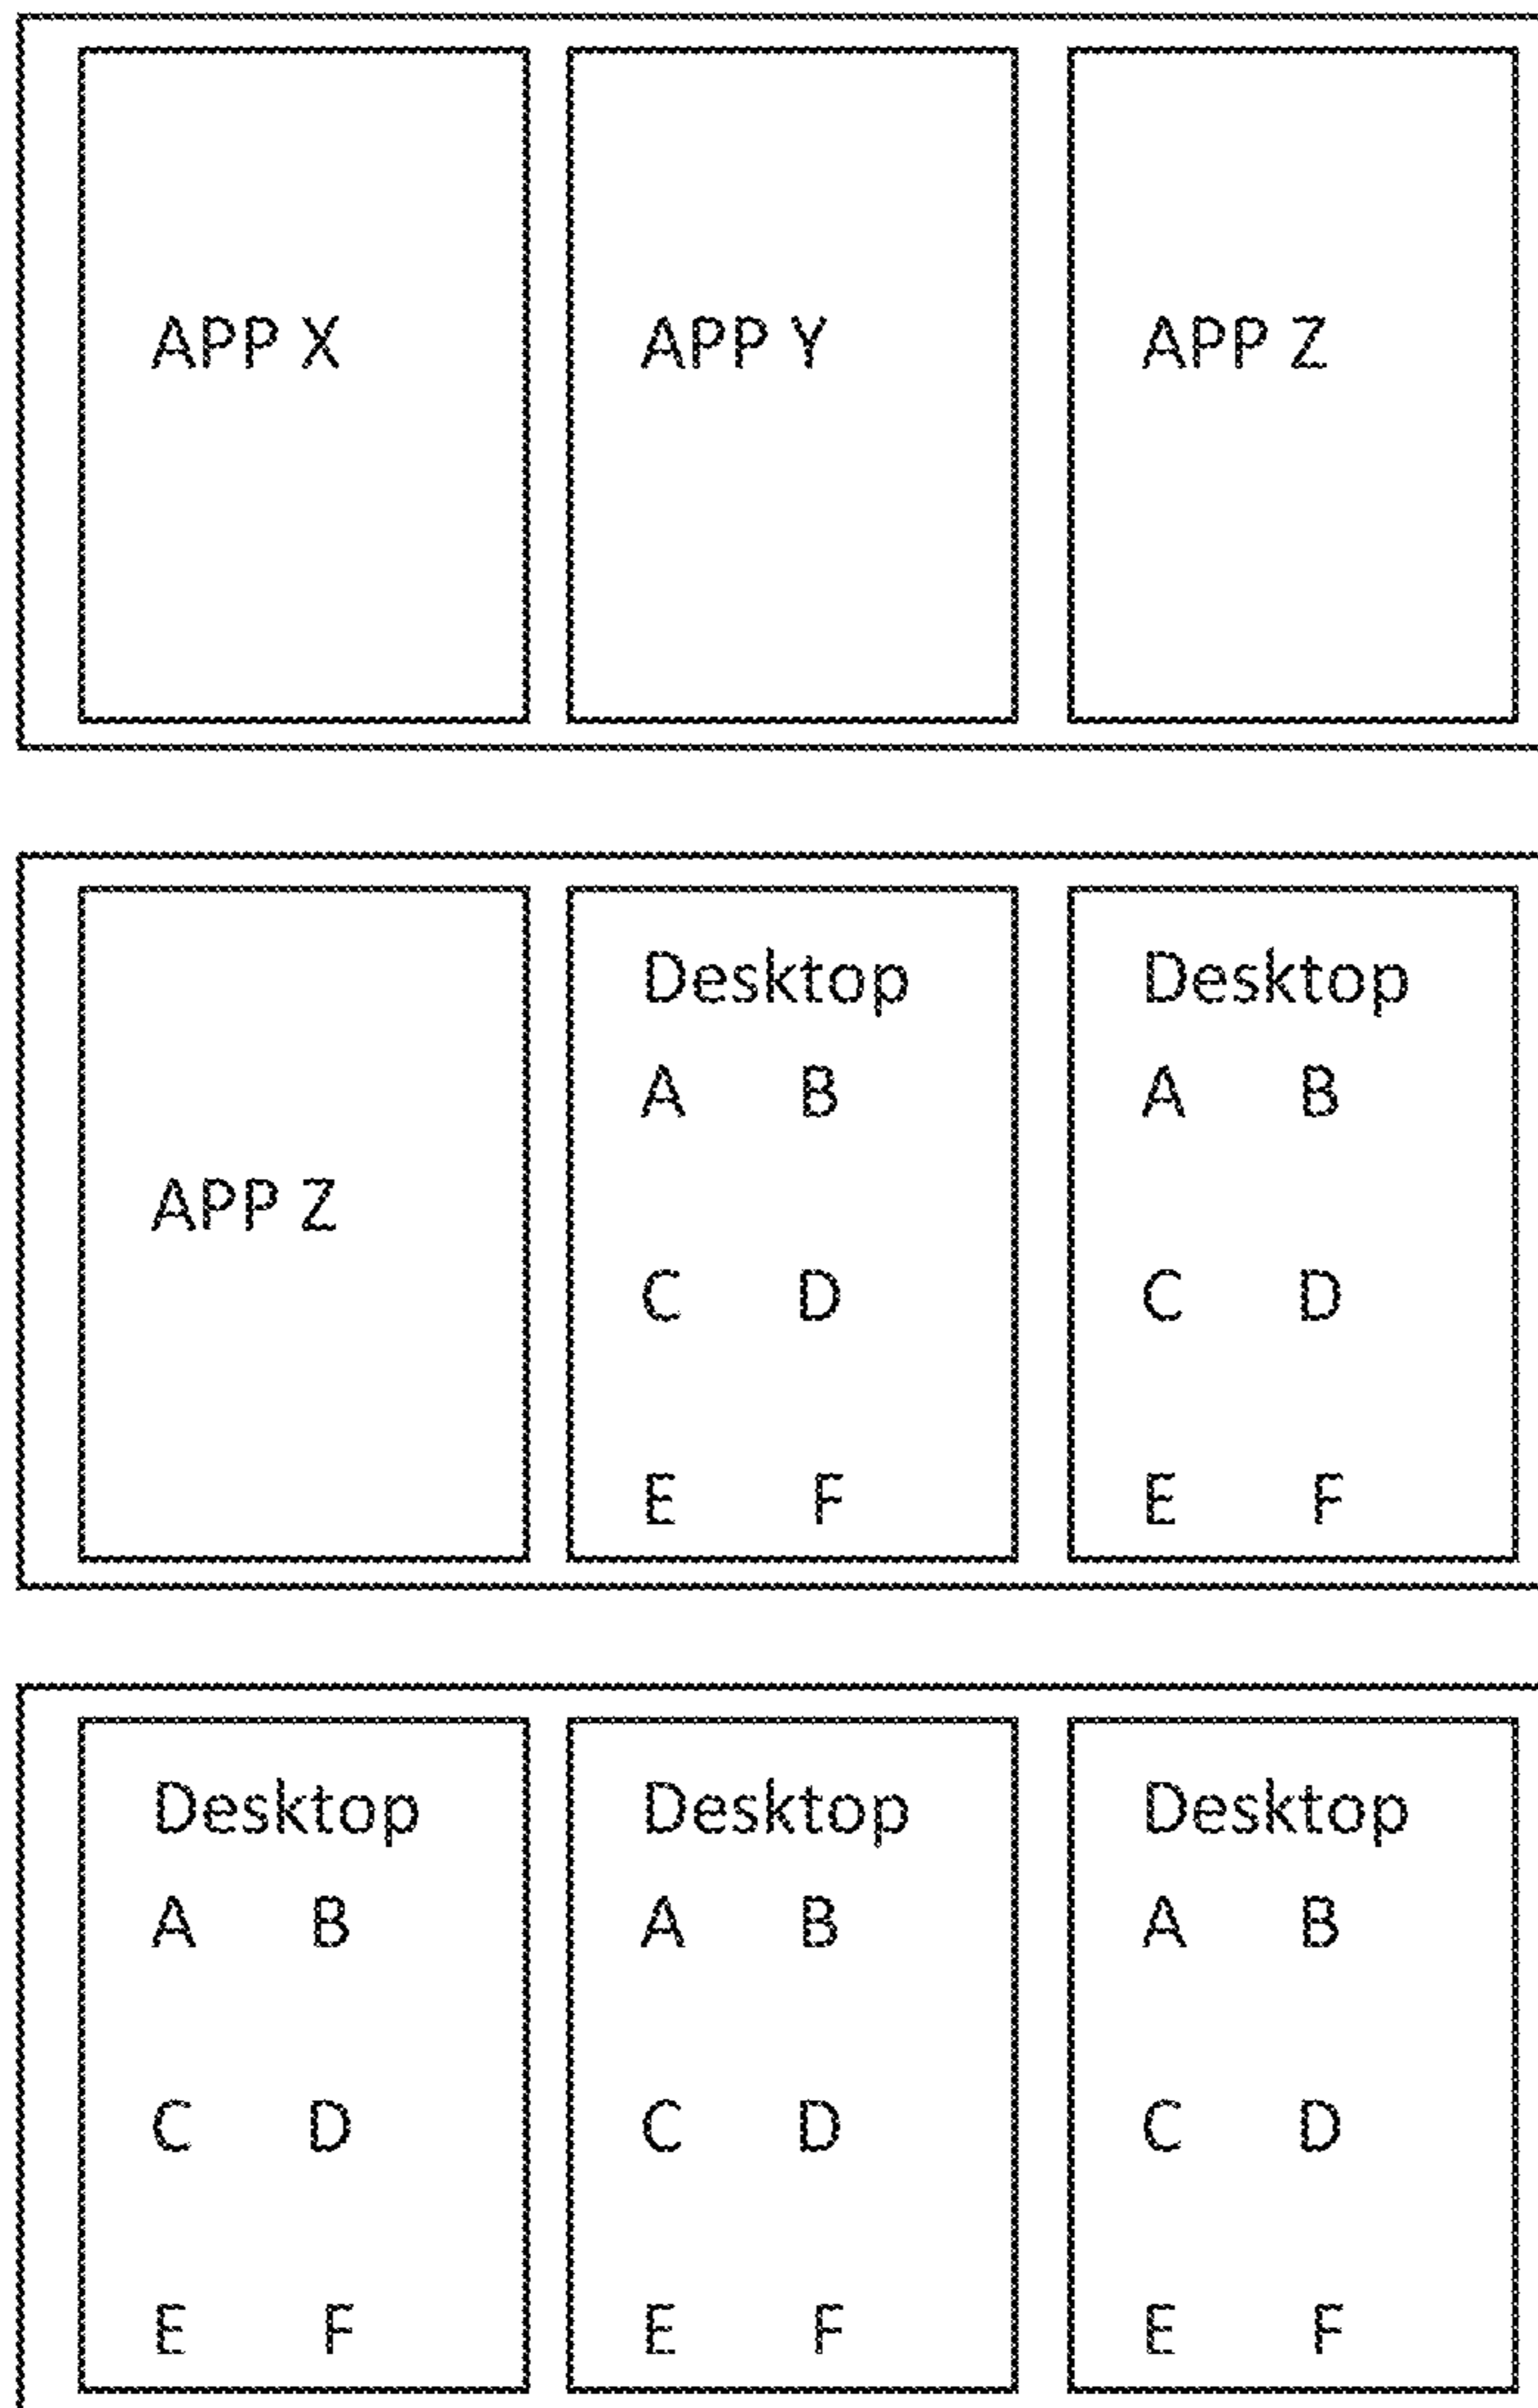 APP X APP Y APP Z
Desktop Desktop
A B A B
APP Z
C D C D
E F E F
Desktop Desktop Desktop
A B A B A B
C D C D C D
E F E F E F